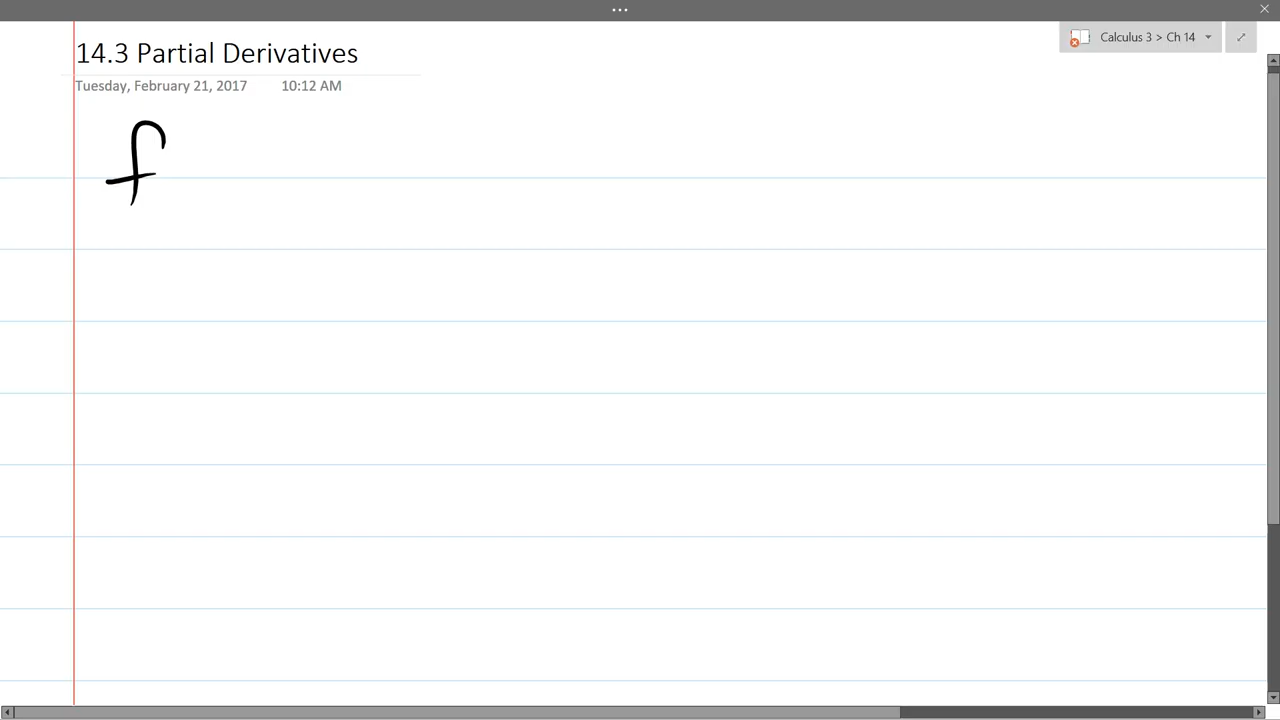 Calculus 3 > Ch 14
14.3 Partial Derivatives
Tuesday, February 21, 2017 10:12 AM
f